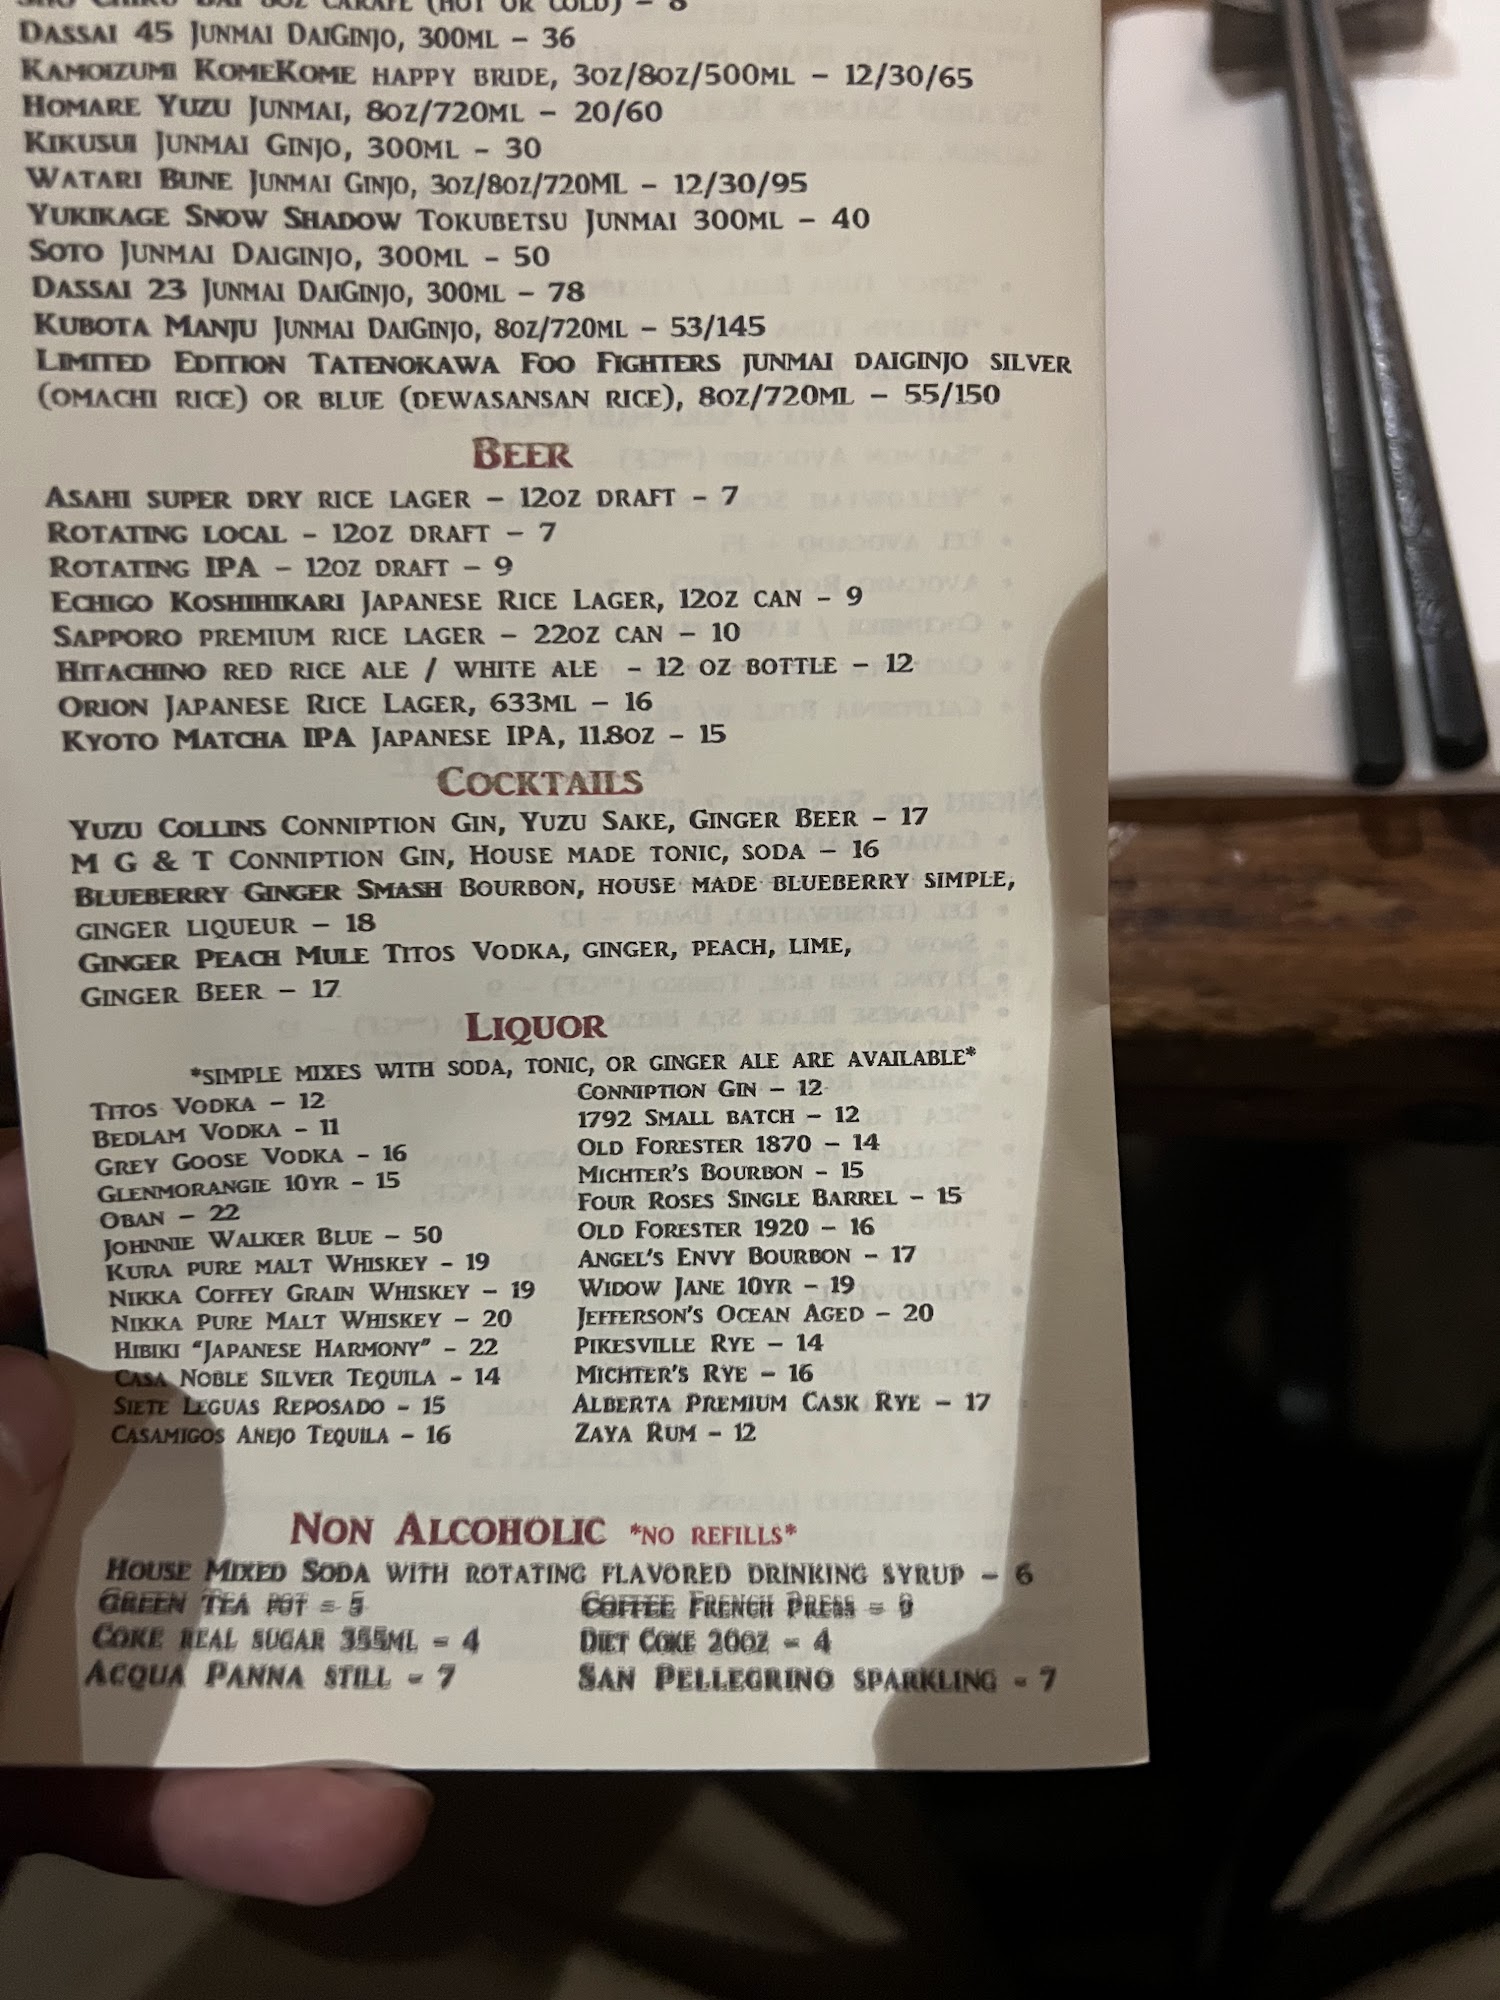 Sho Chiku Bai 8oz carafe (hot or cold) – 8
Dassai 45 Junmai DaiGinjo, 300ml – 36
Kamoizumi KomeKome happy bride, 3oz/8oz/500ml – 12/30/65
Homare Yuzu Junmai, 8oz/720ml – 20/60
Kikusui Junmai Ginjo, 300ml – 30
Watari Bune Junmai Ginjo, 3oz/8oz/720ml – 12/30/95
Yukikage Snow Shadow Tokubetsu Junmai 300ml – 40
Soto Junmai Daiginjo, 300ml – 50
Dassai 23 Junmai DaiGinjo, 300ml – 78
Kubota Manju Junmai DaiGinjo, 8oz/720ml – 53/145
Limited Edition Tatenokawa Foo Fighters junmai daiginjo silver
(omachi rice) or blue (dewasansan rice), 8oz/720ml – 55/150
Beer
Asahi super dry rice lager – 12oz draft – 7
Rotating local – 12oz draft – 7
Rotating IPA – 12oz draft – 9
Echigo Koshihikari Japanese Rice Lager, 12oz can – 9
Sapporo premium rice lager – 22oz can – 10
Hitachino red rice ale / white ale – 12 oz bottle – 12
Orion Japanese Rice Lager, 633ml – 16
Kyoto Matcha IPA Japanese IPA, 11.8oz – 15
Cocktails
Yuzu Collins Conniption Gin, Yuzu Sake, Ginger Beer – 17
M G & T Conniption Gin, House made tonic, soda – 16
Blueberry Ginger Smash Bourbon, house made blueberry simple,
ginger liqueur – 18
Ginger Peach Mule Titos Vodka, ginger, peach, lime,
Ginger Beer – 17
Liquor
*simple mixes with soda, tonic, or ginger ale are available*
Titos Vodka – 12
Bedlam Vodka – 11
Grey Goose Vodka – 16
Glenmorangie 10yr – 15
Oban – 22
Johnnie Walker Blue – 50
Kura pure malt Whiskey – 19
Nikka Coffey Grain Whiskey – 19
Nikka Pure Malt Whiskey – 20
Hibiki "Japanese Harmony" – 22
Casa Noble Silver Tequila – 14
Siete Leguas Reposado – 15
Casamigos Anejo Tequila – 16
Conniption Gin – 12
1792 Small batch – 12
Old Forester 1870 – 14
Michter's Bourbon – 15
Four Roses Single Barrel – 15
Old Forester 1920 – 16
Angel's Envy Bourbon – 17
Widow Jane 10yr – 19
Jefferson's Ocean Aged – 20
Pikesville Rye – 14
Michter's Rye – 16
Alberta Premium Cask Rye – 17
Zaya Rum – 12
Non Alcoholic *no refills*
House Mixed Soda with rotating flavored drinking syrup – 6
Green Tea pot – 5
Coffee French Press – 9
Coke real sugar 355ml – 4
Diet Coke 20oz – 4
Acqua Panna still – 7
San Pellegrino sparkling – 7